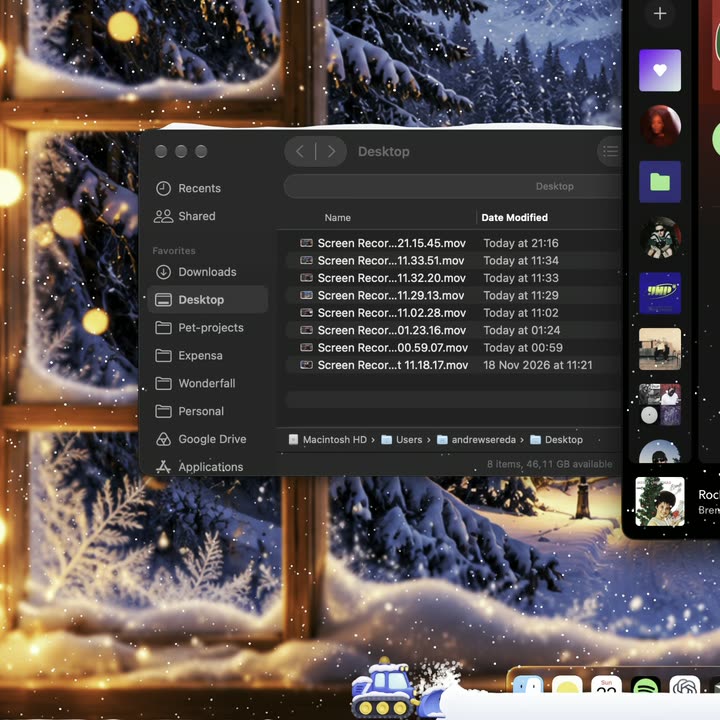 Desktop
Recents
Shared
Favorites
Downloads
Desktop
Pet-projects
Expensa
Wonderfall
Personal
Google Drive
Applications
Desktop
Name Date Modified
Screen Recor...21.15.45.mov Today at 21:16
Screen Recor...11.33.51.mov Today at 11:34
Screen Recor...11.32.20.mov Today at 11:33
Screen Recor...11.29.13.mov Today at 11:29
Screen Recor...11.02.28.mov Today at 11:02
Screen Recor...01.23.16.mov Today at 01:24
Screen Recor...00.59.07.mov Today at 00:59
Screen Recor...t 11.18.17.mov 18 Nov 2026 at 11:21
Macintosh HD › Users › andrewsereda › Desktop
8 items, 46,11 GB available
Sun